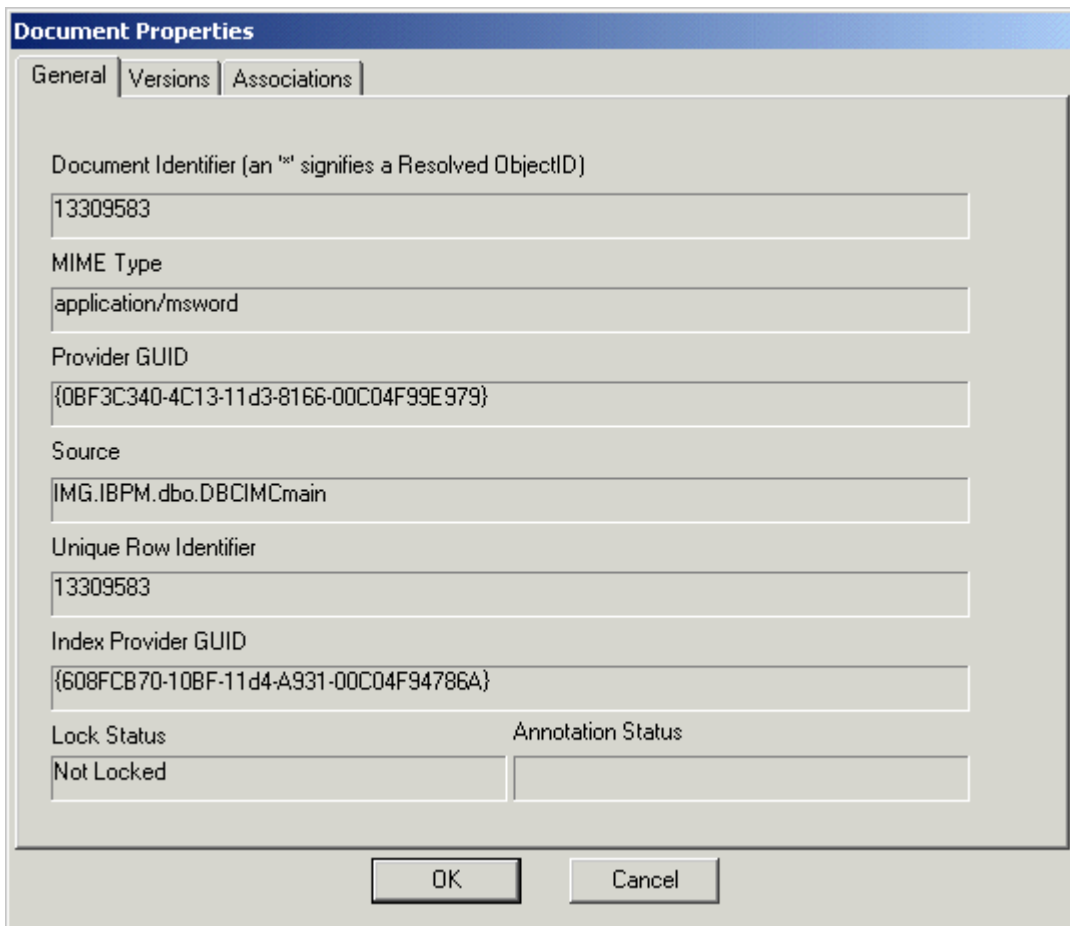 Document Properties
General Versions Associations
Document Identifier (an '*' signifies a Resolved ObjectID)
13309583
MIME Type
application/msword
Provider GUID
{0BF3C340-4C13-11d3-8166-00C04F99E979}
Source
IMG.IBPM.dbo.DBCIMCmain
Unique Row Identifier
13309583
Index Provider GUID
{608FCB70-10BF-11d4-A931-00C04F94786A}
Lock Status Annotation Status
Not Locked
OK Cancel